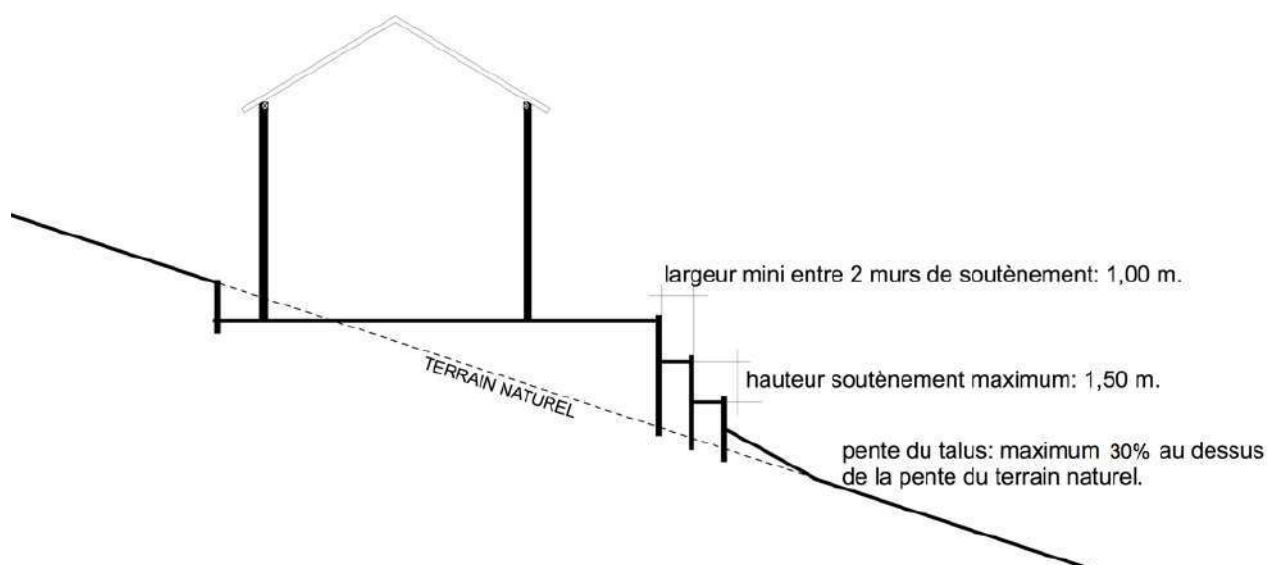 largeur mini entre 2 murs de soutènement: 1,00 m.
TERRAIN NATUREL
hauteur soutènement maximum: 1,50 m.
pente du talus: maximum 30% au dessus
de la pente du terrain naturel.